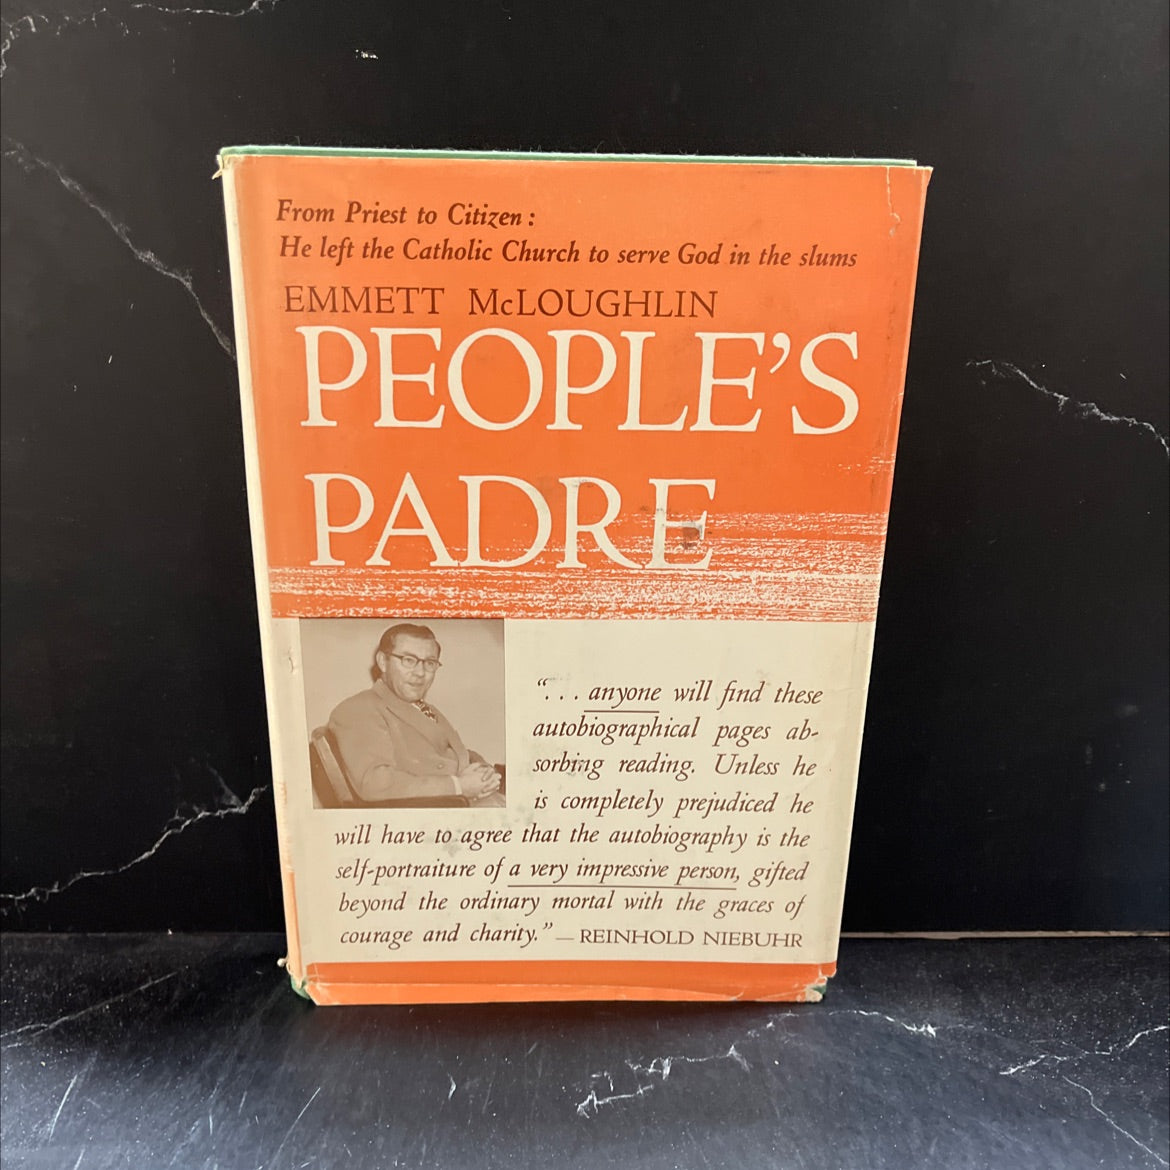 From Priest to Citizen:
He left the Catholic Church to serve God in the slums
EMMETT McLOUGHLIN
PEOPLE'S
PADRE
“. . . anyone will find these
autobiographical pages ab-
sorbing reading. Unless he
is completely prejudiced he
will have to agree that the autobiography is the
self-portraiture of a very impressive person, gifted
beyond the ordinary mortal with the graces of
courage and charity.” — REINHOLD NIEBUHR